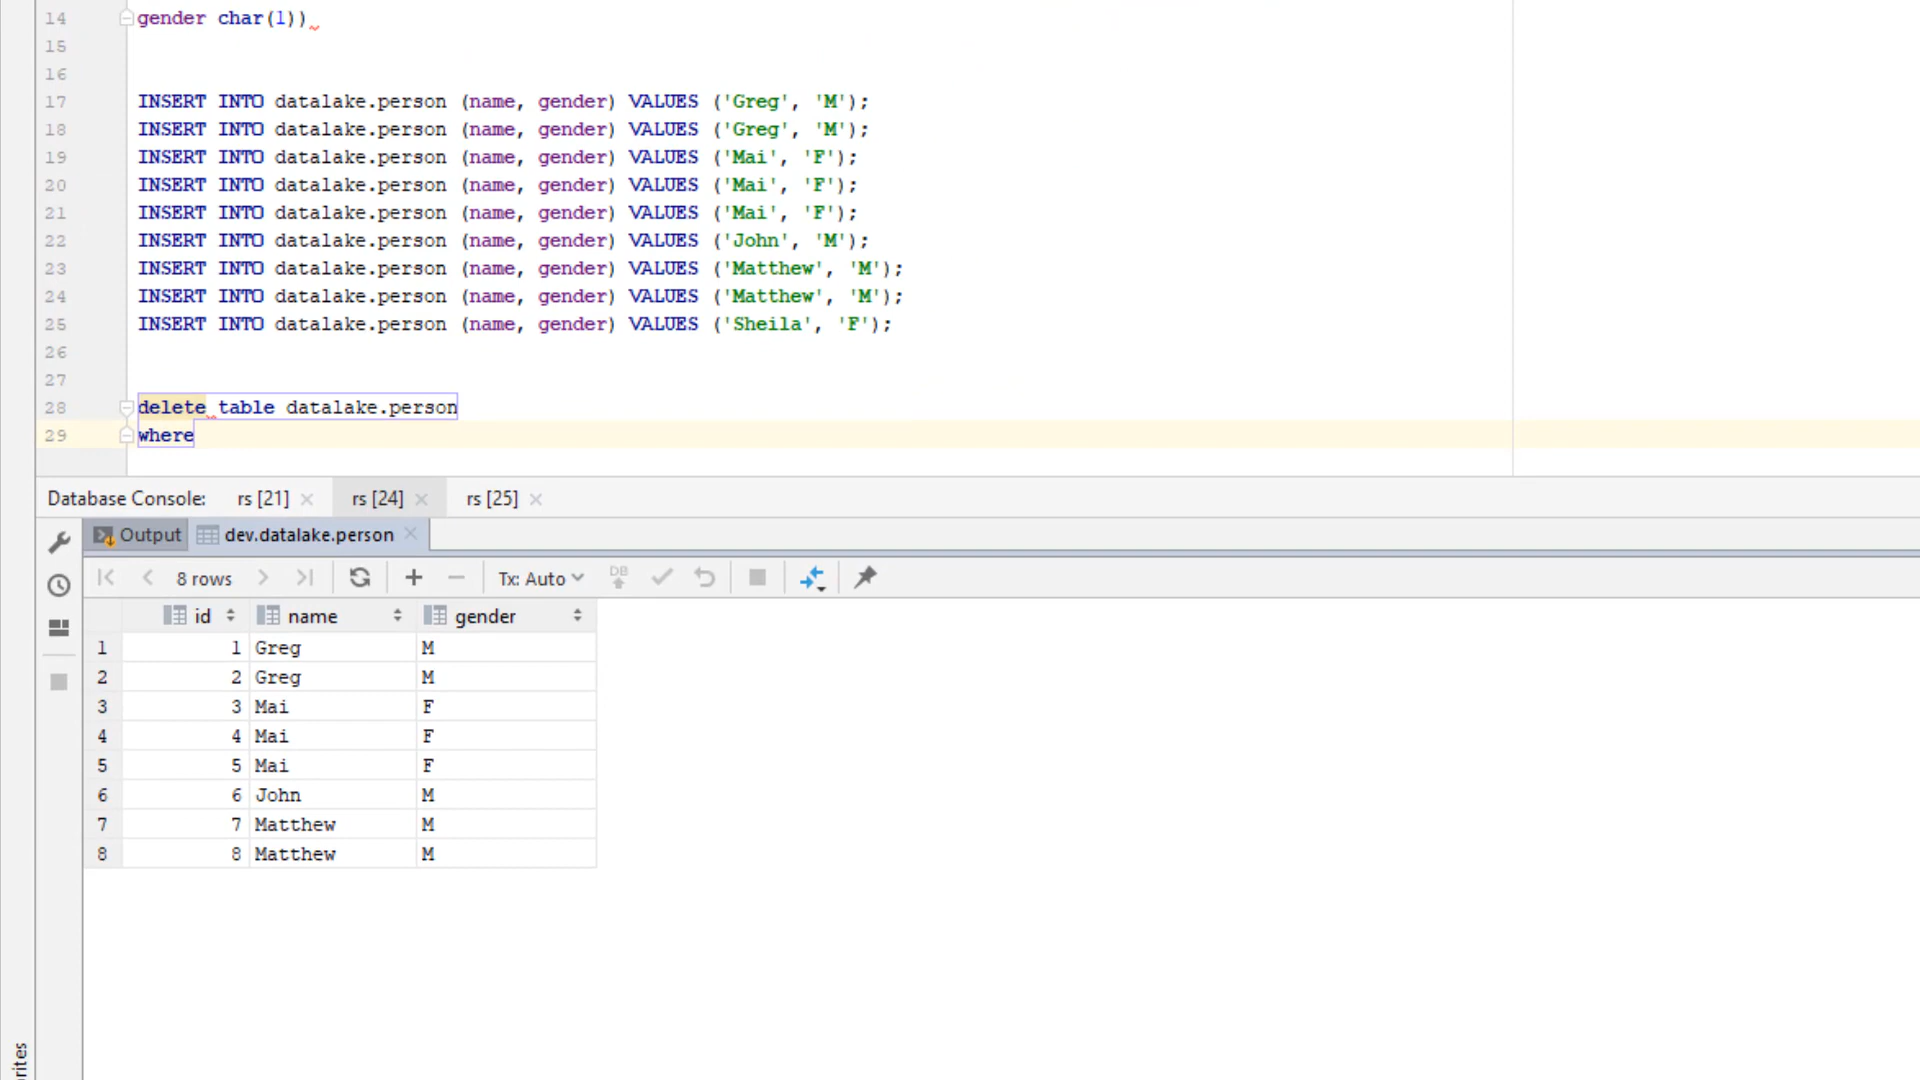 14 gender char(1))
15
16
17 INSERT INTO datalake.person (name, gender) VALUES ('Greg', 'M');
18 INSERT INTO datalake.person (name, gender) VALUES ('Greg', 'M');
19 INSERT INTO datalake.person (name, gender) VALUES ('Mai', 'F');
20 INSERT INTO datalake.person (name, gender) VALUES ('Mai', 'F');
21 INSERT INTO datalake.person (name, gender) VALUES ('Mai', 'F');
22 INSERT INTO datalake.person (name, gender) VALUES ('John', 'M');
23 INSERT INTO datalake.person (name, gender) VALUES ('Matthew', 'M');
24 INSERT INTO datalake.person (name, gender) VALUES ('Matthew', 'M');
25 INSERT INTO datalake.person (name, gender) VALUES ('Sheila', 'F');
26
27
28 delete table datalake.person
29 where
Database Console: rs [21] rs [24] rs [25]
Output dev.datalake.person
8 rows Tx: Auto DB
id name gender
1 1 Greg M
2 2 Greg M
3 3 Mai F
4 4 Mai F
5 5 Mai F
6 6 John M
7 7 Matthew M
8 8 Matthew M
rites